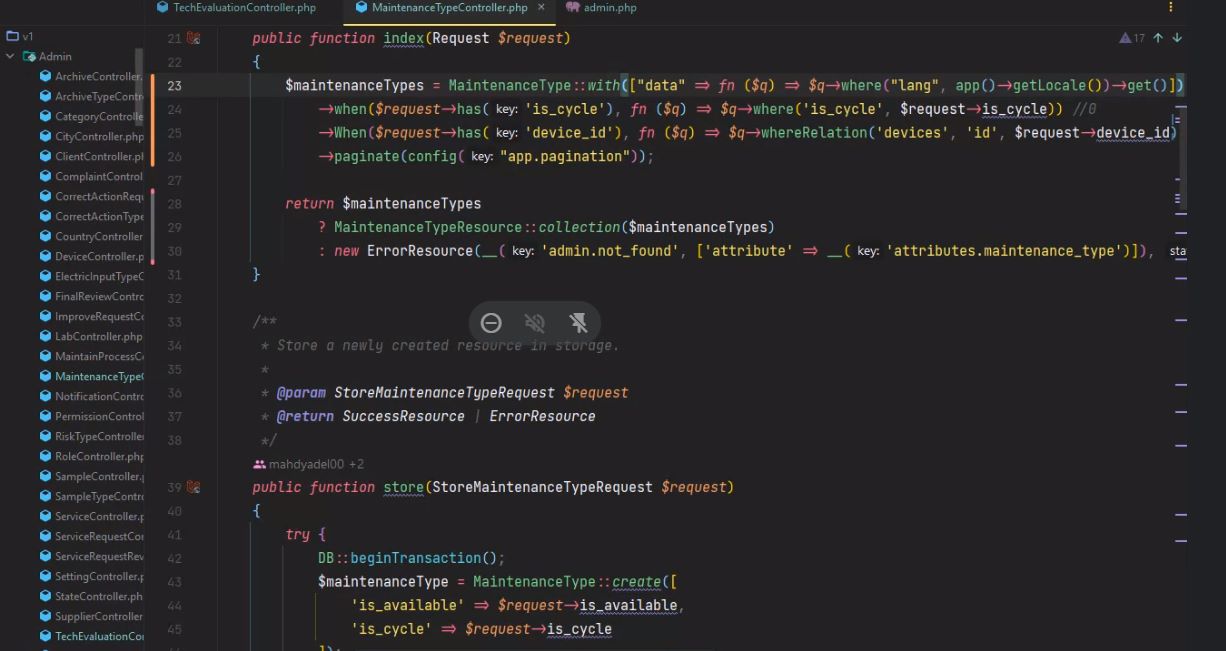 TechEvaluationController.php
MaintenanceTypeController.php ×
admin.php
v1
Admin
ArchiveController.
ArchiveTypeContr
CategoryControlle
CityController.php
ClientController.pl
ComplaintControl
CorrectActionRequ
CorrectActionType
CountryController
DeviceController.p
ElectricInputTypeC
FinalReviewContro
ImproveRequestCo
LabController.php
MaintainProcessCo
MaintenanceTypeC
NotificationContro
PermissionControl
RiskTypeController
RoleController.php
SampleController.p
SampleTypeContro
ServiceController.p
ServiceRequestCon
ServiceRequestRev
SettingController.p
StateController.ph
SupplierController
TechEvaluationCon
17
21 public function index(Request $request)
22 {
23 $maintenanceTypes = MaintenanceType::with(["data" => fn ($q) => $q->where("lang", app()->getLocale())->get()])
24 ->when($request->has( key: 'is_cycle'), fn ($q) => $q->where('is_cycle', $request->is_cycle)) //0
25 ->When($request->has( key: 'device_id'), fn ($q) => $q->whereRelation('devices', 'id', $request->device_id)
26 ->paginate(config( key: "app.pagination"));
27
28 return $maintenanceTypes
29 ? MaintenanceTypeResource::collection($maintenanceTypes)
30 : new ErrorResource(__( key: 'admin.not_found', ['attribute' => __( key: 'attributes.maintenance_type')]), sta
31 }
32
33 /**
34 * Store a newly created resource in storage.
35 *
36 * @param StoreMaintenanceTypeRequest $request
37 * @return SuccessResource | ErrorResource
38 */
mahdyadel00 +2
39 public function store(StoreMaintenanceTypeRequest $request)
40 {
41 try {
42 DB::beginTransaction();
43 $maintenanceType = MaintenanceType::create([
44 'is_available' => $request->is_available,
45 'is_cycle' => $request->is_cycle
]);